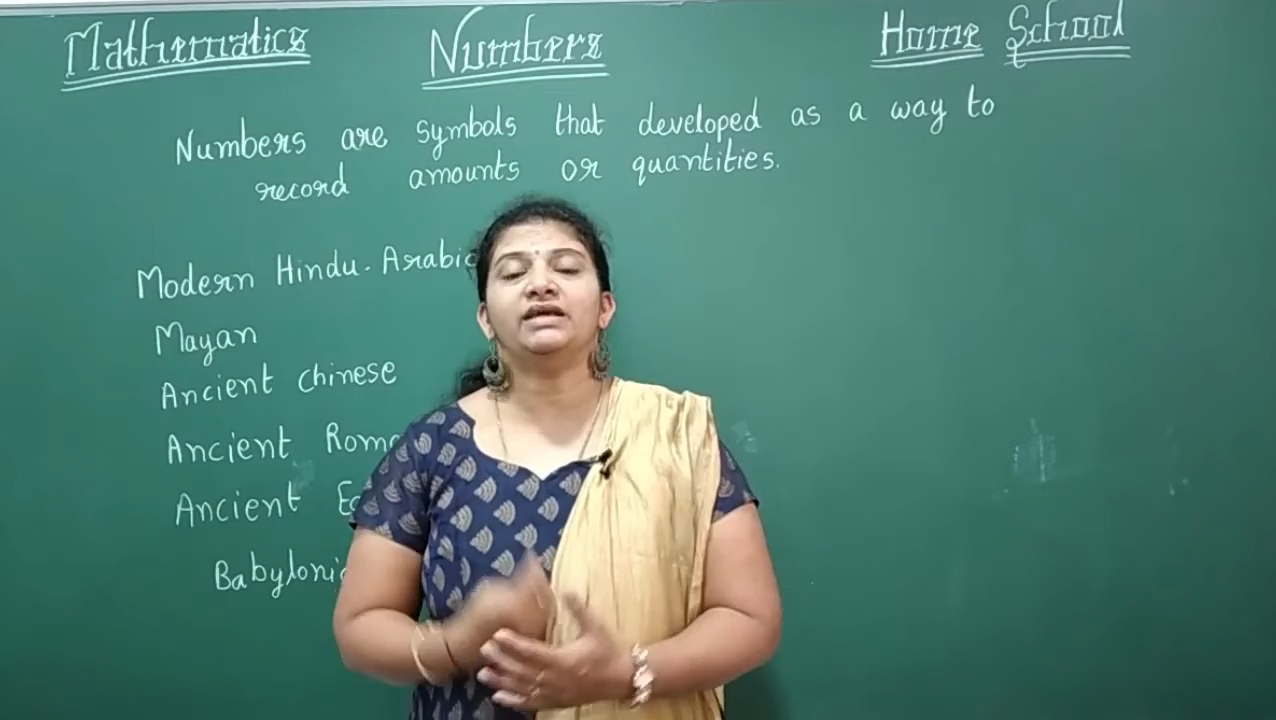 Mathematics Numbers Home School
Numbers are symbols that developed as a way to
record amounts or quantities.
Modern Hindu-Arabic
Mayan
Ancient Chinese
Ancient
Ancient